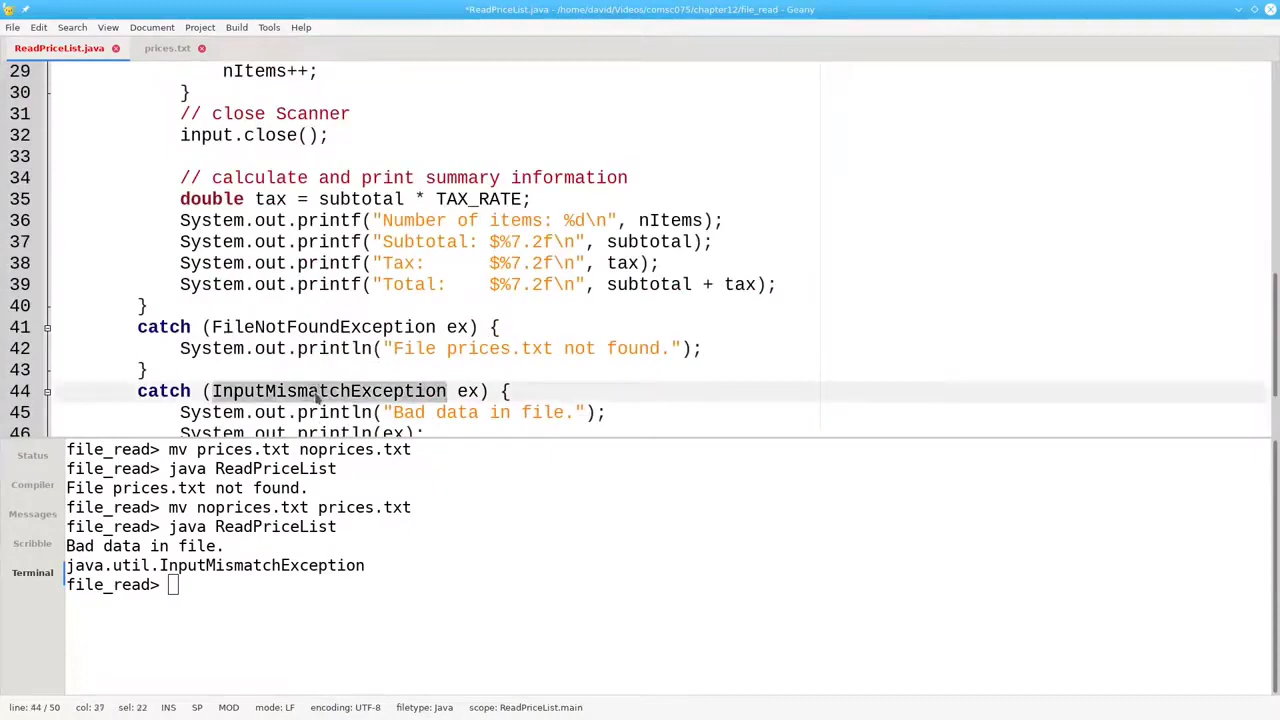 *ReadPriceList.java - /home/david/Videos/comsc075/chapter12/file_read - Geany
File Edit Search View Document Project Build Tools Help
ReadPriceList.java prices.txt
29 nItems++;
30 }
31 // close Scanner
32 input.close();
33
34 // calculate and print summary information
35 double tax = subtotal * TAX_RATE;
36 System.out.printf("Number of items: %d\n", nItems);
37 System.out.printf("Subtotal: $%7.2f\n", subtotal);
38 System.out.printf("Tax:      $%7.2f\n", tax);
39 System.out.printf("Total:    $%7.2f\n", subtotal + tax);
40 }
41 catch (FileNotFoundException ex) {
42 System.out.println("File prices.txt not found.");
43 }
44 catch (InputMismatchException ex) {
45 System.out.println("Bad data in file.");
46 System.out.println(ex);
Status
Compiler
Messages
Scribble
Terminal
file_read> mv prices.txt noprices.txt
file_read> java ReadPriceList
File prices.txt not found.
file_read> mv noprices.txt prices.txt
file_read> java ReadPriceList
Bad data in file.
java.util.InputMismatchException
file_read>
line: 44 / 50 col: 37 sel: 22 INS SP MOD mode: LF encoding: UTF-8 filetype: Java scope: ReadPriceList.main